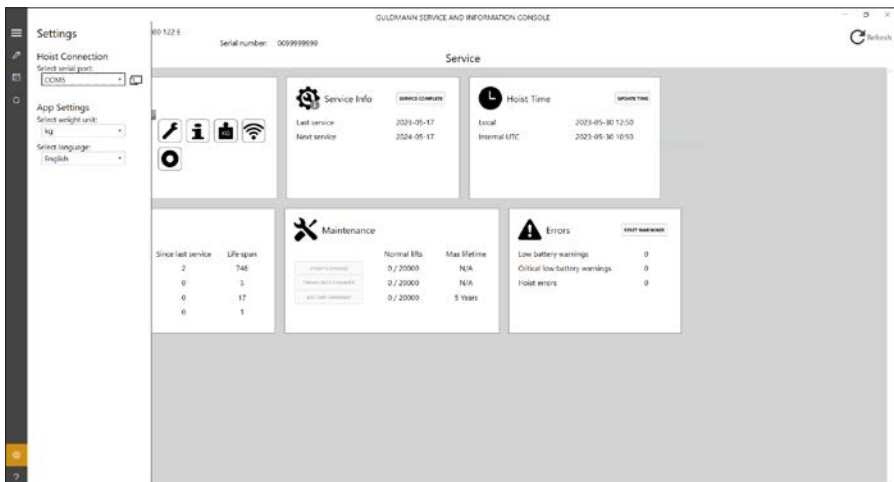 GULDMANN SERVICE AND INFORMATION CONSOLE
Settings
Serial number: 0099999999
Refresh
Service
Hoist Connection
Select serial port:
COM5
App Settings
Select weight unit:
kg
Select language:
English
Service Info
SERVICE COMPLETE
Last service 2023-05-17
Next service 2024-05-17
Hoist Time
UPDATE TIME
Local 2023-05-30 12:50
Internal UTC 2023-05-30 10:50
KG
Since last service Life span
2 746
0 5
0 17
0 1
Maintenance
Normal lifts Max lifetime
0 / 20000 N/A
0 / 20000 N/A
BATTERY CHANGED 0 / 20000 5 Years
Errors
RESET WARNINGS
Low battery warnings 0
Critical low battery warnings 0
Hoist errors 0
?